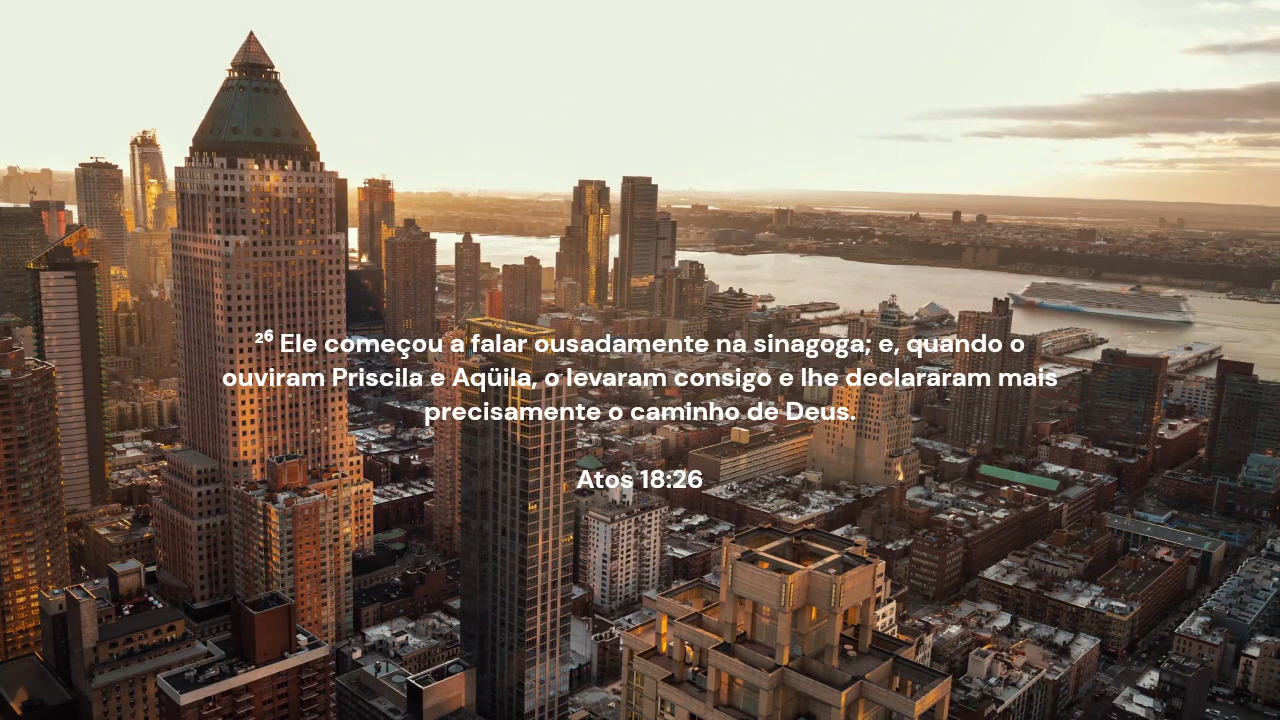 ²⁶ Ele começou a falar ousadamente na sinagoga; e, quando o
ouviram Priscila e Aqüila, o levaram consigo e lhe declararam mais
precisamente o caminho de Deus.
Atos 18:26